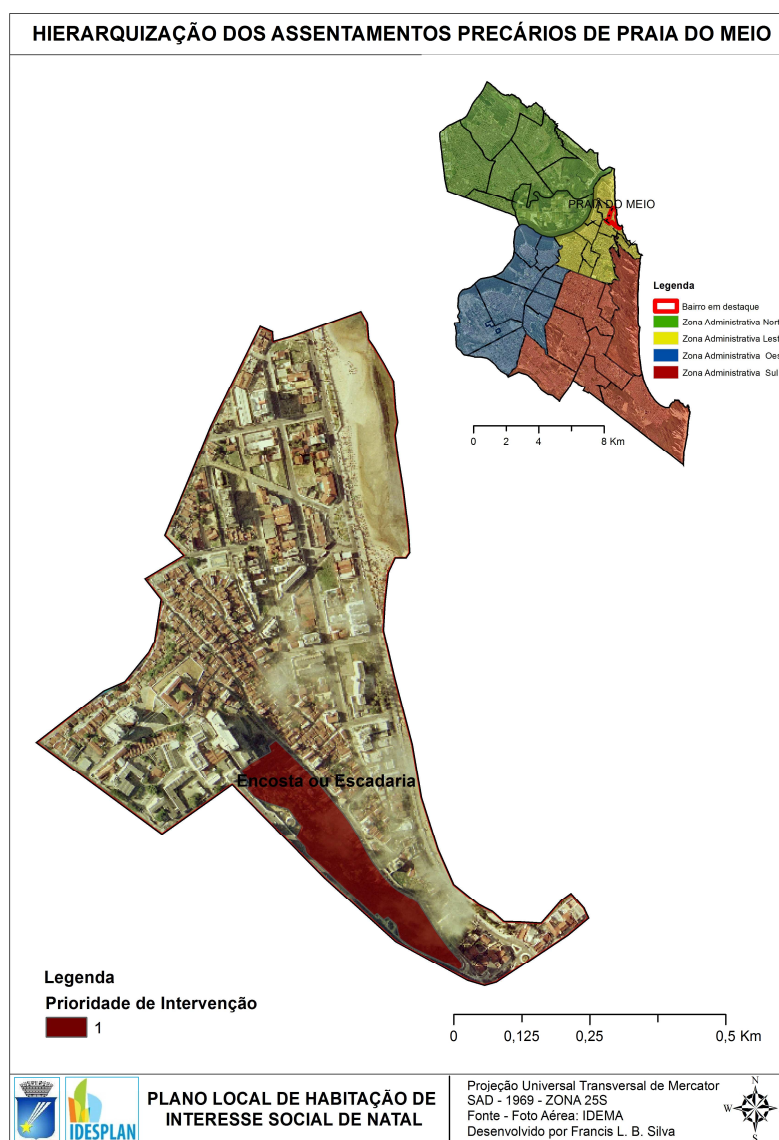 HIERARQUIZAÇÃO DOS ASSENTAMENTOS PRECÁRIOS DE PRAIA DO MEIO
PRAIA DO MEIO
Legenda
Bairro em destaque
Zona Administrativa Nort
Zona Administrativa Lest
Zona Administrativa Oes
Zona Administrativa Sul
0 2 4 8 Km
Encosta ou Escadaria
Legenda
Prioridade de Intervenção
1
0 0,125 0,25 0,5 Km
IDESPLAN
PLANO LOCAL DE HABITAÇÃO DE
INTERESSE SOCIAL DE NATAL
Projeção Universal Transversal de Mercator
SAD - 1969 - ZONA 25S
Fonte - Foto Aérea: IDEMA
Desenvolvido por Francis L. B. Silva
N
W E
S